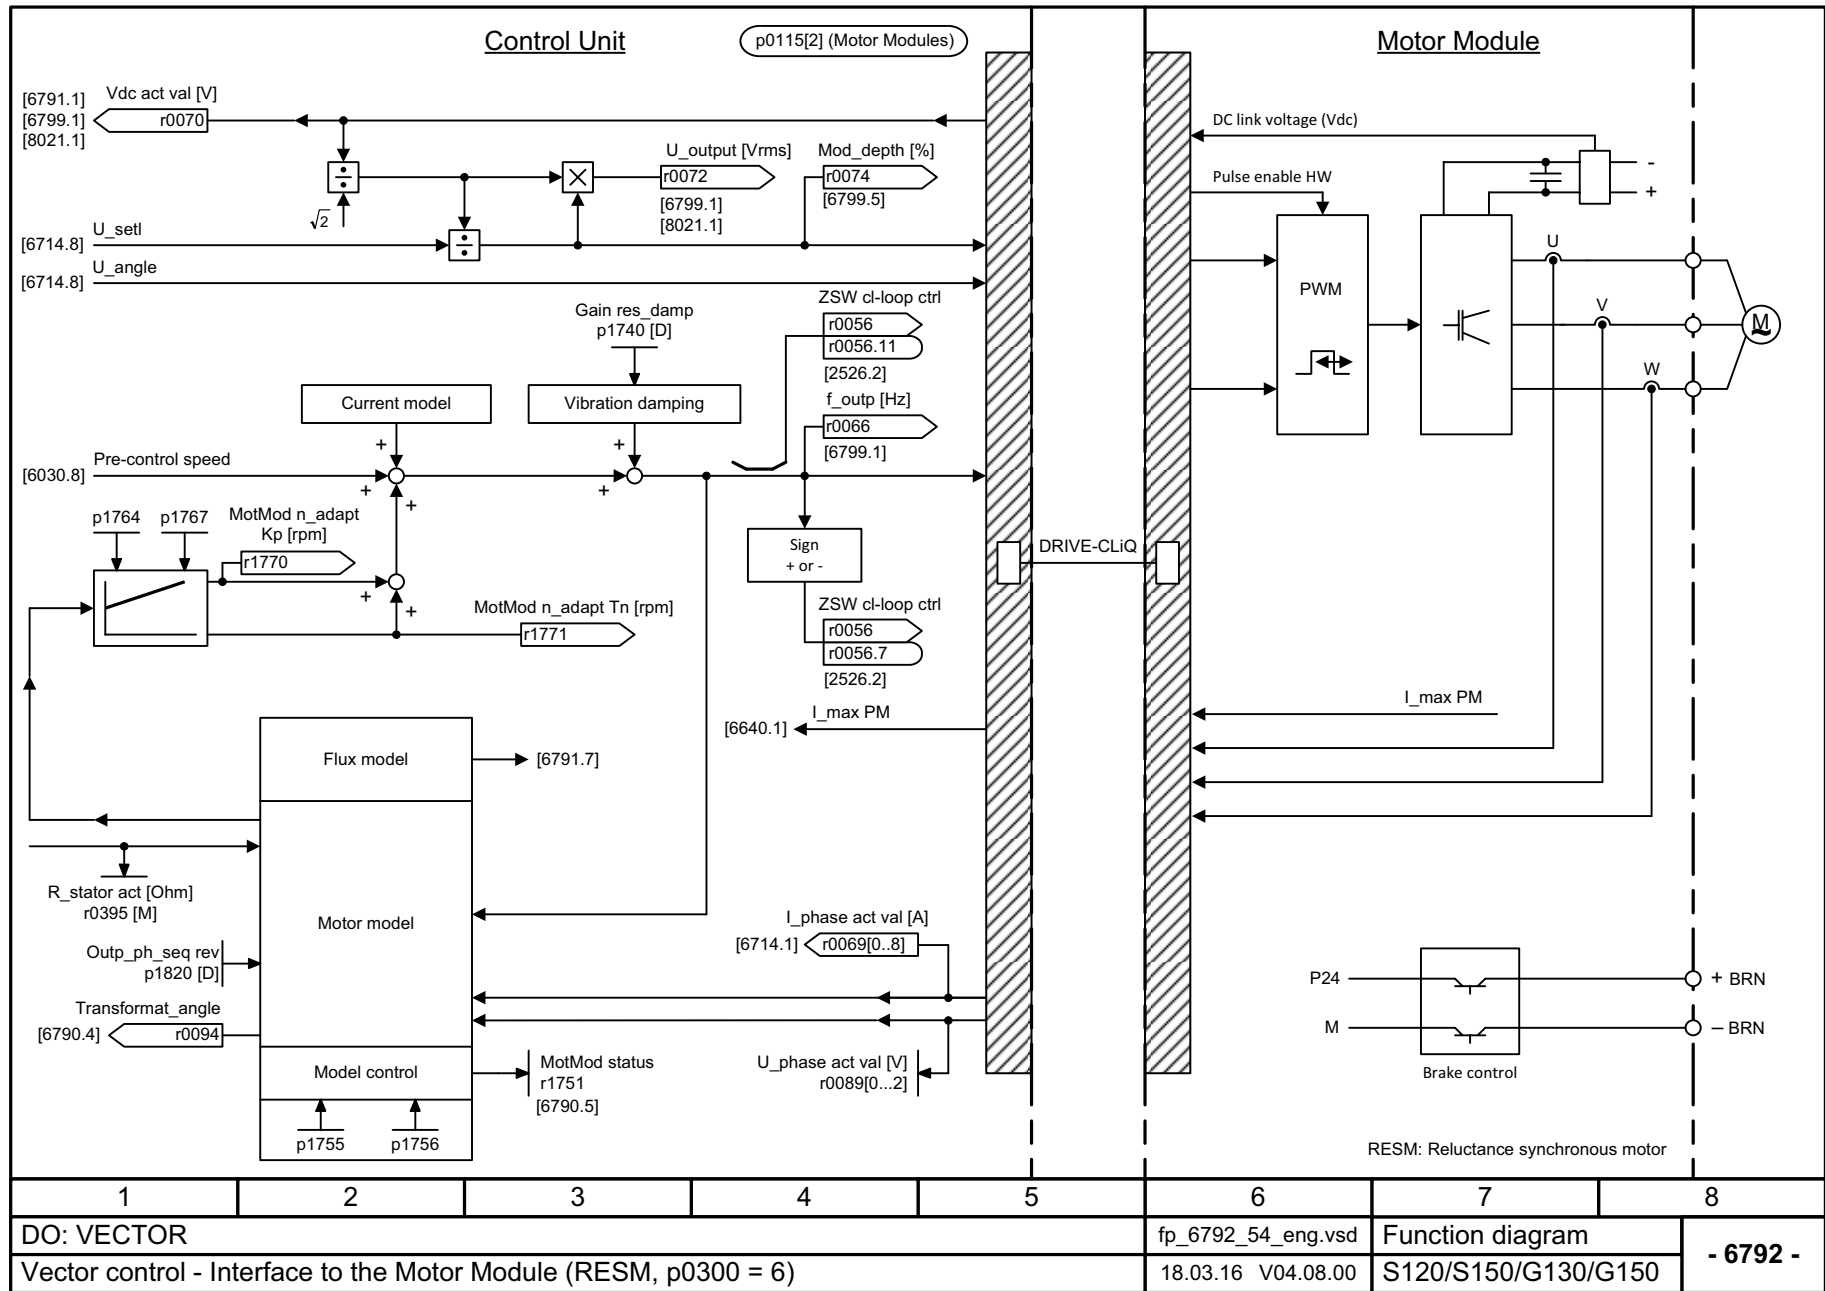 Control Unit
p0115[2] (Motor Modules)
Motor Module
Vdc act val [V]
[6791.1]
[6799.1]
[8021.1]
r0070
DC link voltage (Vdc)
U_output [Vrms]
r0072
[6799.1]
[8021.1]
Mod_depth [%]
r0074
[6799.5]
÷
×
√2
÷
Pulse enable HW
-
+
U_setl
[6714.8]
U_angle
[6714.8]
PWM
U
V
W
M
~
Gain res_damp
p1740 [D]
ZSW cl-loop ctrl
r0056
r0056.11
[2526.2]
Current model
Vibration damping
f_outp [Hz]
r0066
[6799.1]
+
+
Pre-control speed
[6030.8]
+
+
+
p1764
p1767
MotMod n_adapt
Kp [rpm]
r1770
Sign
+ or -
DRIVE-CLiQ
+
+
MotMod n_adapt Tn [rpm]
r1771
ZSW cl-loop ctrl
r0056
r0056.7
[2526.2]
I_max PM
[6640.1]
I_max PM
Flux model
[6791.7]
R_stator act [Ohm]
r0395 [M]
Motor model
I_phase act val [A]
[6714.1]
r0069[0..8]
Outp_ph_seq rev
p1820 [D]
Transformat_angle
[6790.4]
r0094
P24
+ BRN
M
– BRN
Brake control
Model control
MotMod status
r1751
[6790.5]
U_phase act val [V]
r0089[0...2]
p1755
p1756
RESM: Reluctance synchronous motor
1
2
3
4
5
6
7
8
DO: VECTOR
fp_6792_54_eng.vsd
Function diagram
- 6792 -
Vector control - Interface to the Motor Module (RESM, p0300 = 6)
18.03.16 V04.08.00
S120/S150/G130/G150